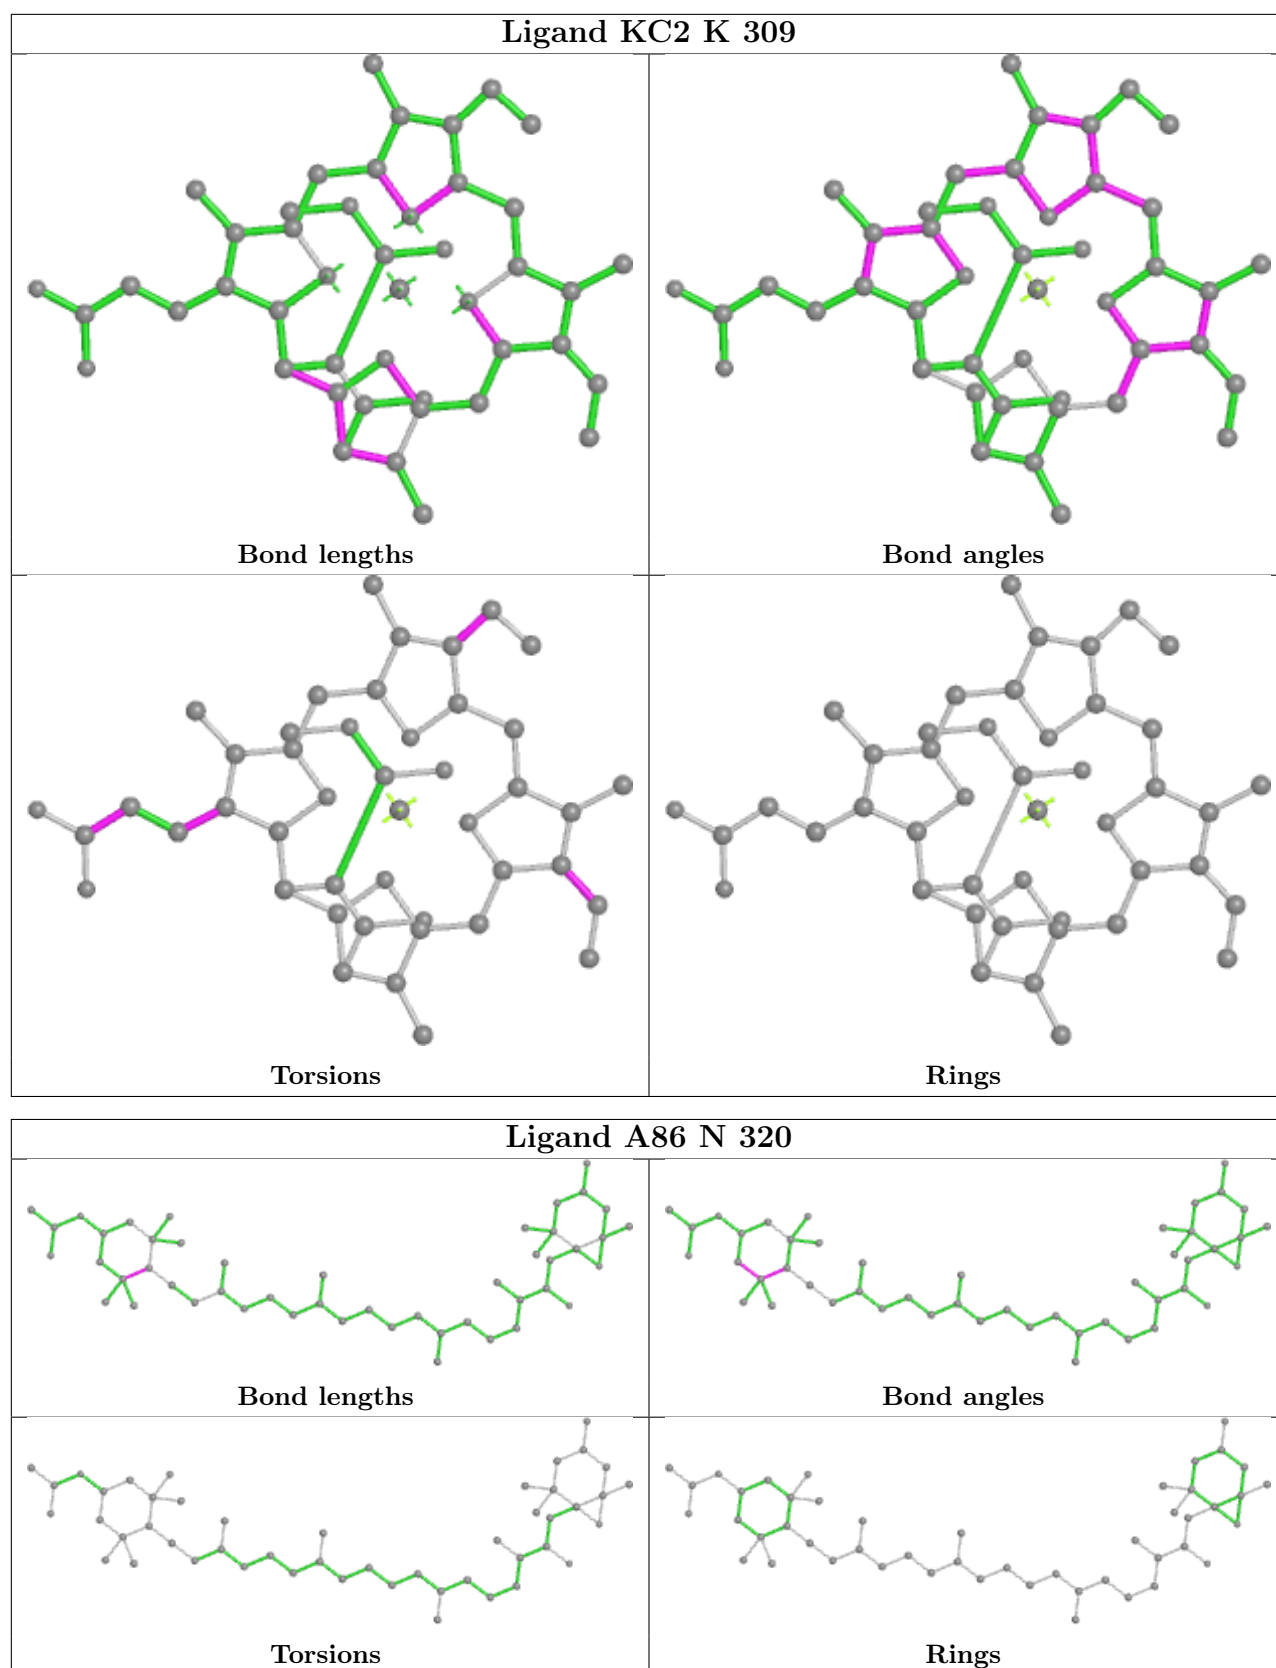 Ligand KC2 K 309
Bond lengths
Bond angles
Torsions
Rings
Ligand A86 N 320
Bond lengths
Bond angles
Torsions
Rings